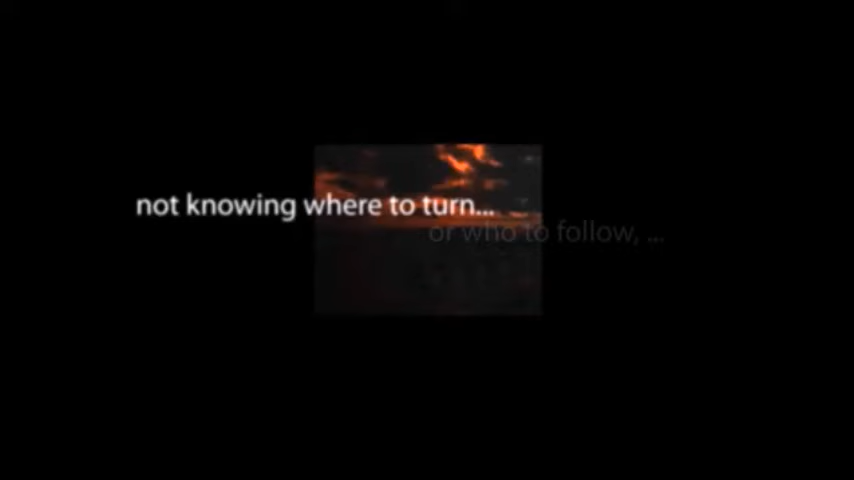 not knowing where to turn...
or who to follow, ...